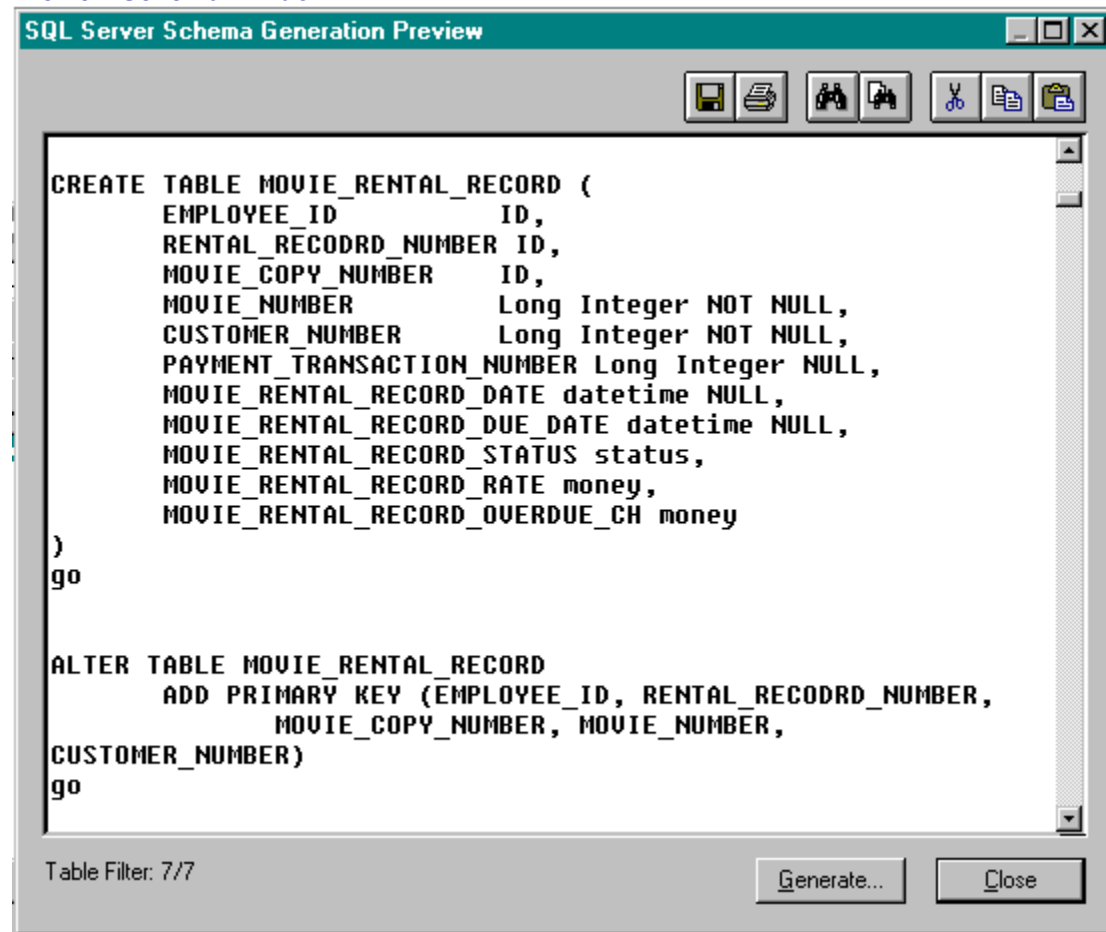 SQL Server Schema Generation Preview
CREATE TABLE MOVIE_RENTAL_RECORD (
EMPLOYEE_ID ID,
RENTAL_RECODRD_NUMBER ID,
MOVIE_COPY_NUMBER ID,
MOVIE_NUMBER Long Integer NOT NULL,
CUSTOMER_NUMBER Long Integer NOT NULL,
PAYMENT_TRANSACTION_NUMBER Long Integer NULL,
MOVIE_RENTAL_RECORD_DATE datetime NULL,
MOVIE_RENTAL_RECORD_DUE_DATE datetime NULL,
MOVIE_RENTAL_RECORD_STATUS status,
MOVIE_RENTAL_RECORD_RATE money,
MOVIE_RENTAL_RECORD_OVERDUE_CH money
)
go
ALTER TABLE MOVIE_RENTAL_RECORD
ADD PRIMARY KEY (EMPLOYEE_ID, RENTAL_RECODRD_NUMBER,
MOVIE_COPY_NUMBER, MOVIE_NUMBER,
CUSTOMER_NUMBER)
go
Table Filter: 7/7
Generate...
Close